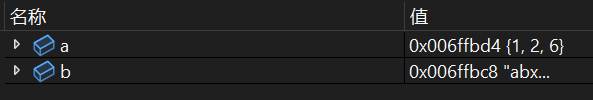 名称 值
a 0x006ffbd4 {1, 2, 6}
b 0x006ffbc8 "abx...